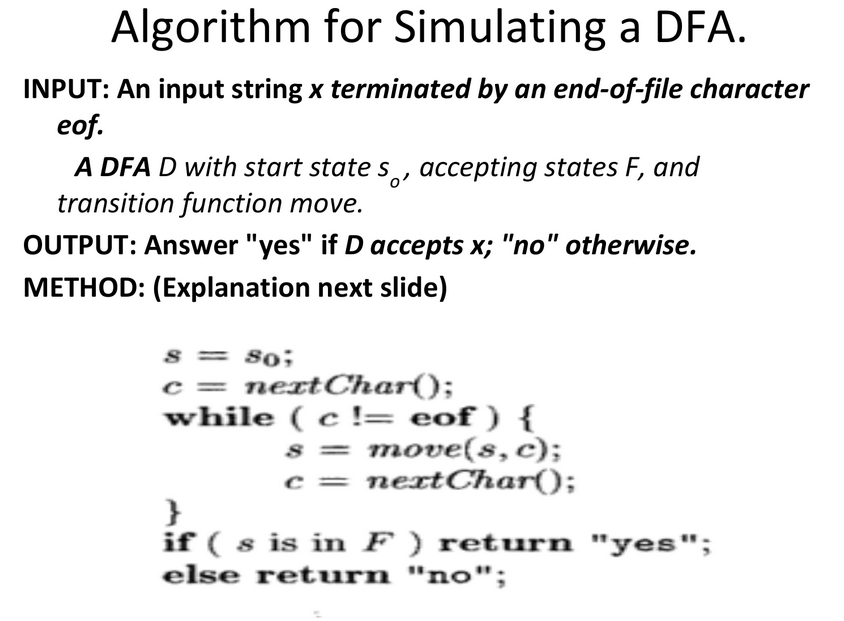 Algorithm for Simulating a DFA.
INPUT: An input string x terminated by an end-of-file character
eof.
A DFA D with start state so, accepting states F, and
transition function move.
OUTPUT: Answer "yes" if D accepts x; "no" otherwise.
METHOD: (Explanation next slide)
s = s0;
c = nextChar();
while ( c != eof ) {
s = move(s, c);
c = nextChar();
}
if ( s is in F ) return "yes";
else return "no";